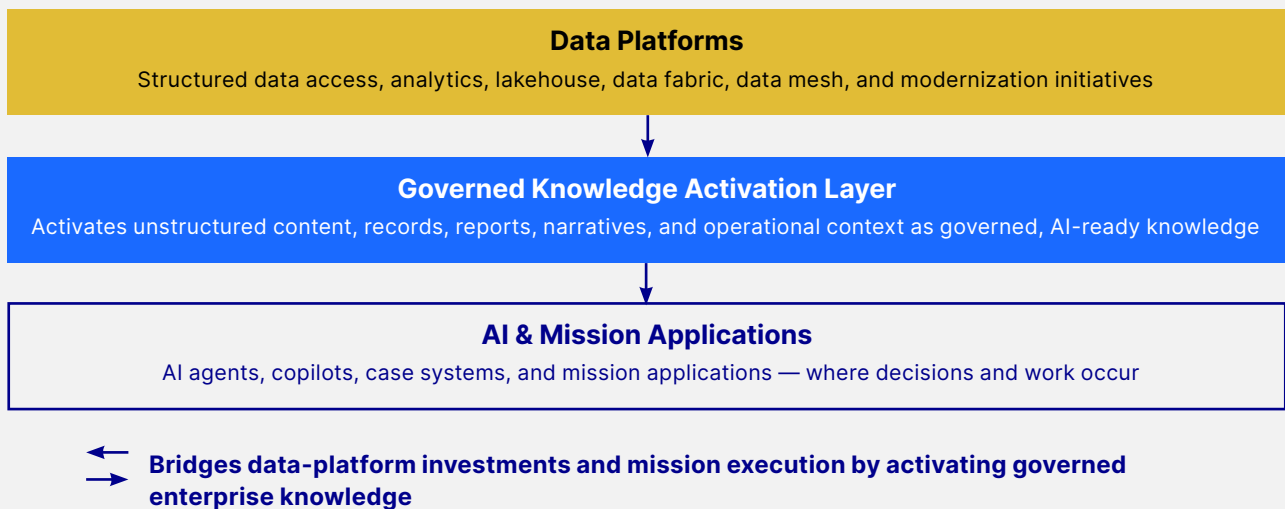 Data Platforms
Structured data access, analytics, lakehouse, data fabric, data mesh, and modernization initiatives
Governed Knowledge Activation Layer
Activates unstructured content, records, reports, narratives, and operational context as governed, AI-ready knowledge
AI & Mission Applications
AI agents, copilots, case systems, and mission applications — where decisions and work occur
Bridges data-platform investments and mission execution by activating governed
enterprise knowledge